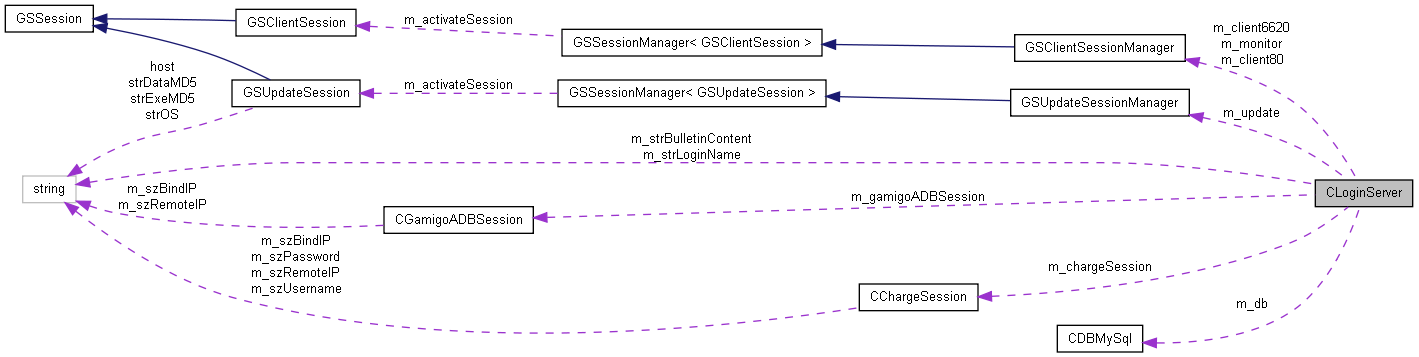 GSSession
GSClientSession
m_activateSession
GSSessionManager< GSClientSession >
GSClientSessionManager
m_client6620
m_monitor
m_client80
host
strDataMD5
strExeMD5
strOS
GSUpdateSession
m_activateSession
GSSessionManager< GSUpdateSession >
GSUpdateSessionManager
m_update
m_strBulletinContent
m_strLoginName
string
CLoginServer
m_szBindIP
m_szRemoteIP
CGamigoADBSession
m_gamigoADBSession
m_szBindIP
m_szPassword
m_szRemoteIP
m_szUsername
CChargeSession
m_chargeSession
m_db
CDBMySql